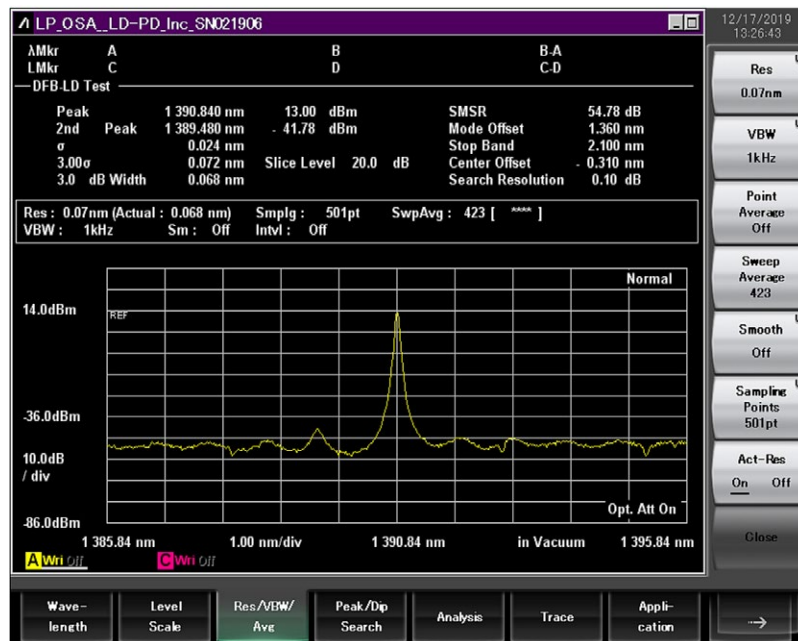 LP_OSA__LD-PD_Inc_SN021906
12/17/2019
13:26:43
λMkr A B B-A
LMkr C D C-D
DFB-LD Test
Peak 1 390.840 nm 13.00 dBm SMSR 54.78 dB
2nd Peak 1 389.480 nm - 41.78 dBm Mode Offset 1.360 nm
σ 0.024 nm Stop Band 2.100 nm
3.00σ 0.072 nm Slice Level 20.0 dB Center Offset - 0.310 nm
3.0 dB Width 0.068 nm Search Resolution 0.10 dB
Res : 0.07nm (Actual : 0.068 nm) Smplg : 501pt SwpAvg : 423 [ **** ]
VBW : 1kHz Sm : Off Intvl : Off
Normal
14.0dBm
REF
-36.0dBm
10.0dB
/ div
Opt. Att On
-86.0dBm
1 385.84 nm 1.00 nm/div 1 390.84 nm in Vacuum 1 395.84 nm
A Wri Off C Wri Off
Res
0.07nm
VBW
1kHz
Point
Average
Off
Sweep
Average
423
Smooth
Off
Sampling
Points
501pt
Act-Res
On Off
Close
Wave-
length
Level
Scale
Res/VBW/
Avg
Peak/Dip
Search
Analysis
Trace
Appli-
cation
→